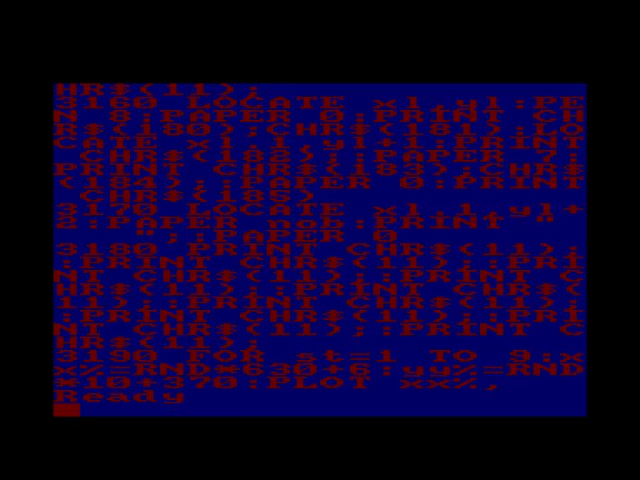 HR$(11);
3160 LOCATE x1,y1:PE
N 8:PAPER 0:PRINT CH
R$(180);CHR$(181):LO
CATE x1-1,y1+1:PRINT
 CHR$(182);:PAPER 7:
PRINT CHR$(183);CHR$
(184);:PAPER 0:PRINT
 CHR$(185)
3170 LOCATE x1-1,y1+
2:PAPER
:PAPER 0
3180 PRINT CHR$(11);
:PRINT CHR$(11);:PRI
NT CHR$(11);:PRINT C
HR$(11);:PRINT CHR$(
11);:PRINT CHR$(11);
:PRINT CHR$(11);:PRI
NT CHR$(11);:PRINT C
HR$(11);
3190 FOR st=1 TO 9:x
x%=RND*630+6:yy%=RND
*10+370:PLOT xx%,
Ready